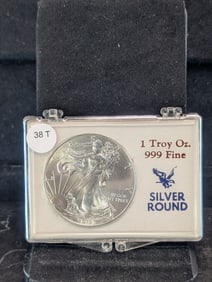 38 T
1 Troy Oz.
999 Fine
SILVER
ROUND